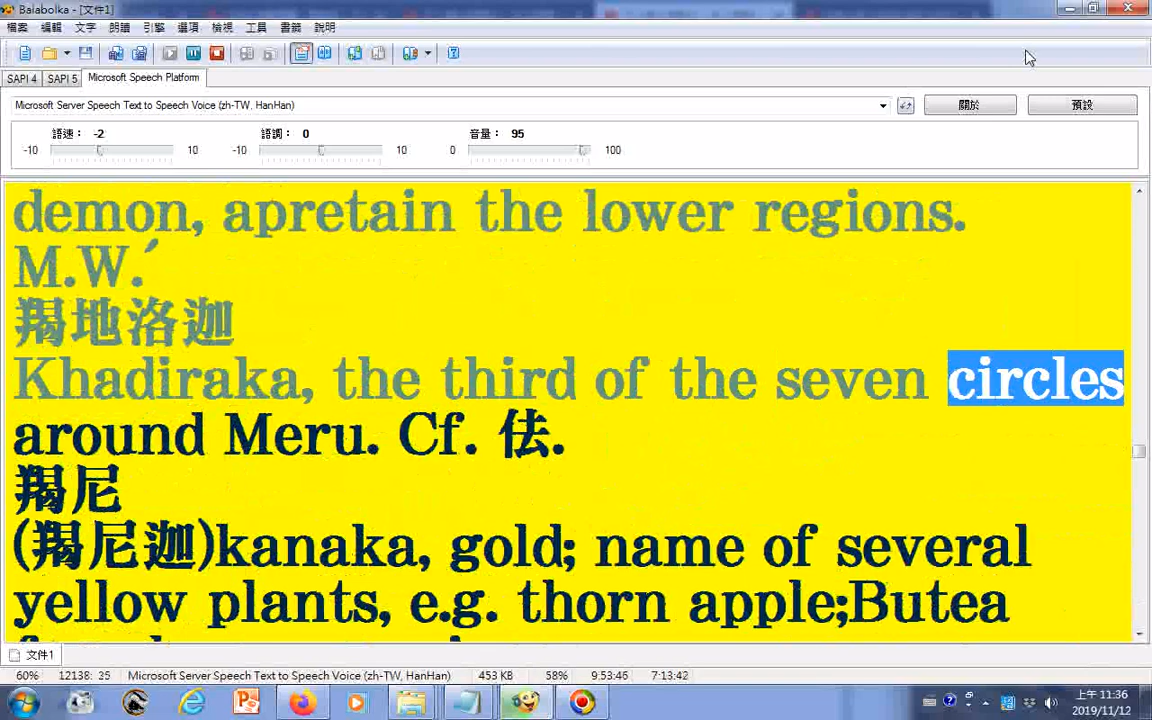 Balabolka - [文件1]
檔案 編輯 文字 朗讀 引擎 選項 檢視 工具 書籤 說明
SAPI 4 SAPI 5 Microsoft Speech Platform
Microsoft Server Speech Text to Speech Voice (zh-TW, HanHan)
關於 預設
語速： -2 語調： 0 音量： 95
-10 10 -10 10 0 100
demon, apretain the lower regions.
M.W.′
羯地洛迦
Khadiraka, the third of the seven circles
around Meru. Cf. 佉.
羯尼
(羯尼迦)kanaka, gold; name of several
yellow plants, e.g. thorn apple;Butea
文件1
60% 12138: 25 Microsoft Server Speech Text to Speech Voice (zh-TW, HanHan) 453 KB 58% 9:53:46 7:13:42
上午 11:36
2019/11/12